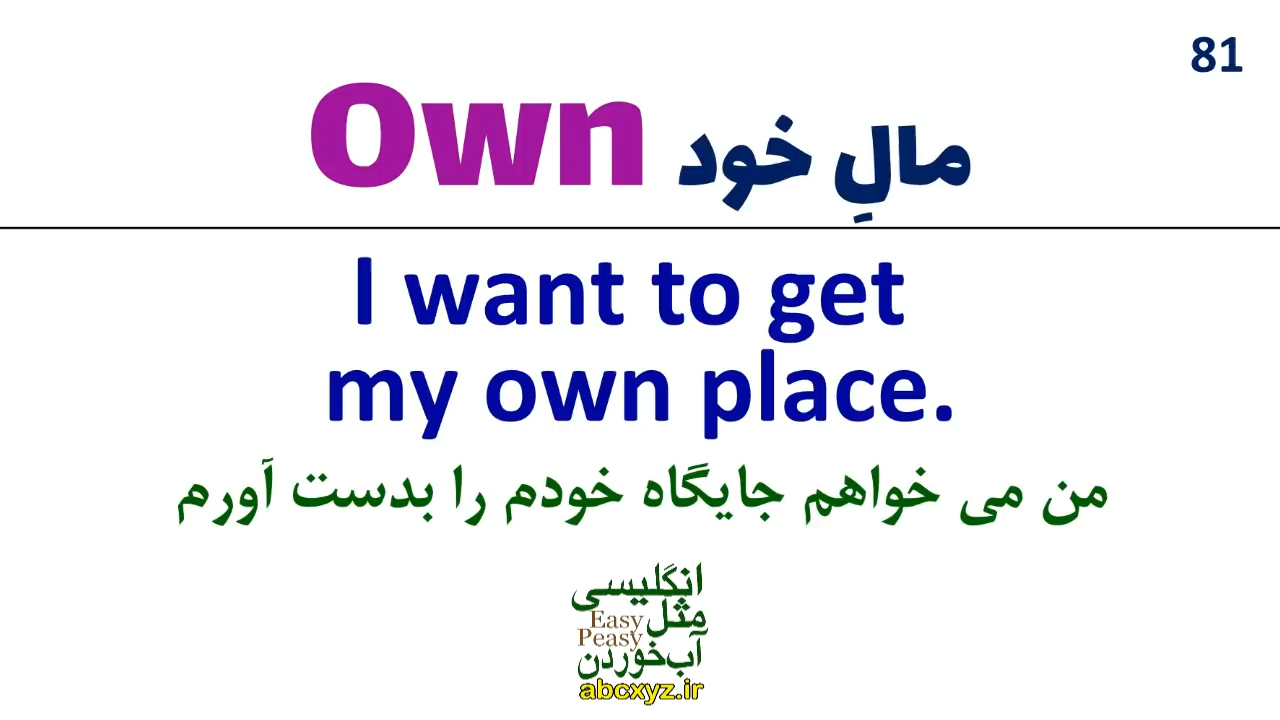 81
Own مالِ خود
I want to get
my own place.
من می خواهم جایگاه خودم را بدست آورم
انگلیسی
مثل Easy
Peasy
آب‌خوردن
abcxyz.ir